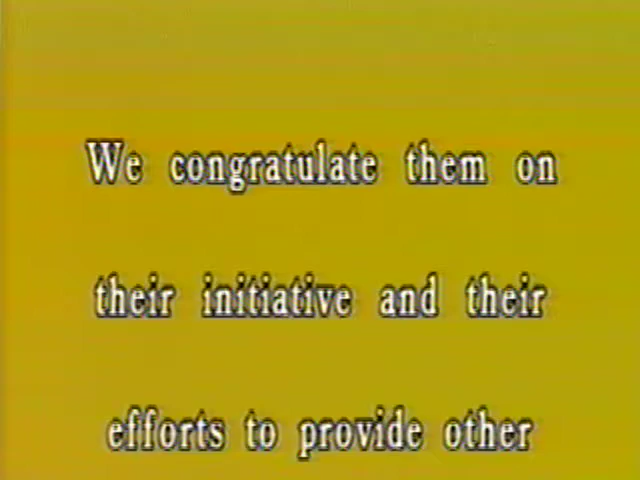 We congratulate them on
their initiative and their
efforts to provide other